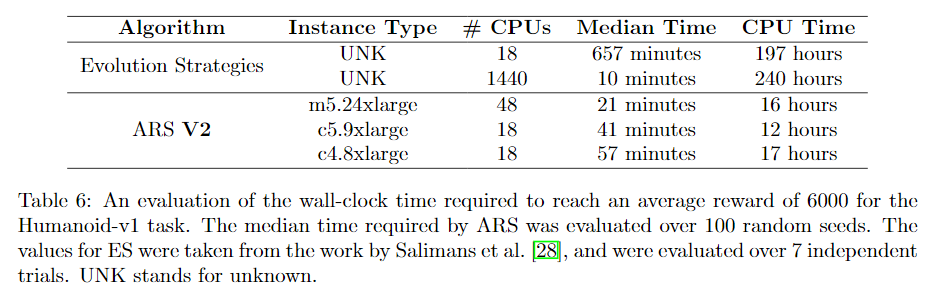 Algorithm Instance Type # CPUs Median Time CPU Time
Evolution Strategies
UNK 18 657 minutes 197 hours
UNK 1440 10 minutes 240 hours
ARS V2
m5.24xlarge 48 21 minutes 16 hours
c5.9xlarge 18 41 minutes 12 hours
c4.8xlarge 18 57 minutes 17 hours
Table 6: An evaluation of the wall-clock time required to reach an average reward of 6000 for the
Humanoid-v1 task. The median time required by ARS was evaluated over 100 random seeds. The
values for ES were taken from the work by Salimans et al. [28], and were evaluated over 7 independent
trials. UNK stands for unknown.